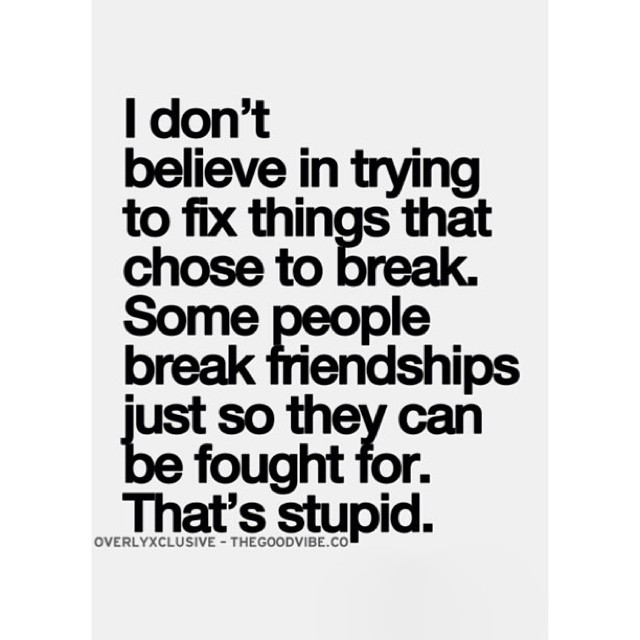 I don't
believe in trying
to fix things that
chose to break.
Some people
break friendships
just so they can
be fought for.
That's stupid.
OVERLYXCLUSIVE - THEGOODVIBE.CO